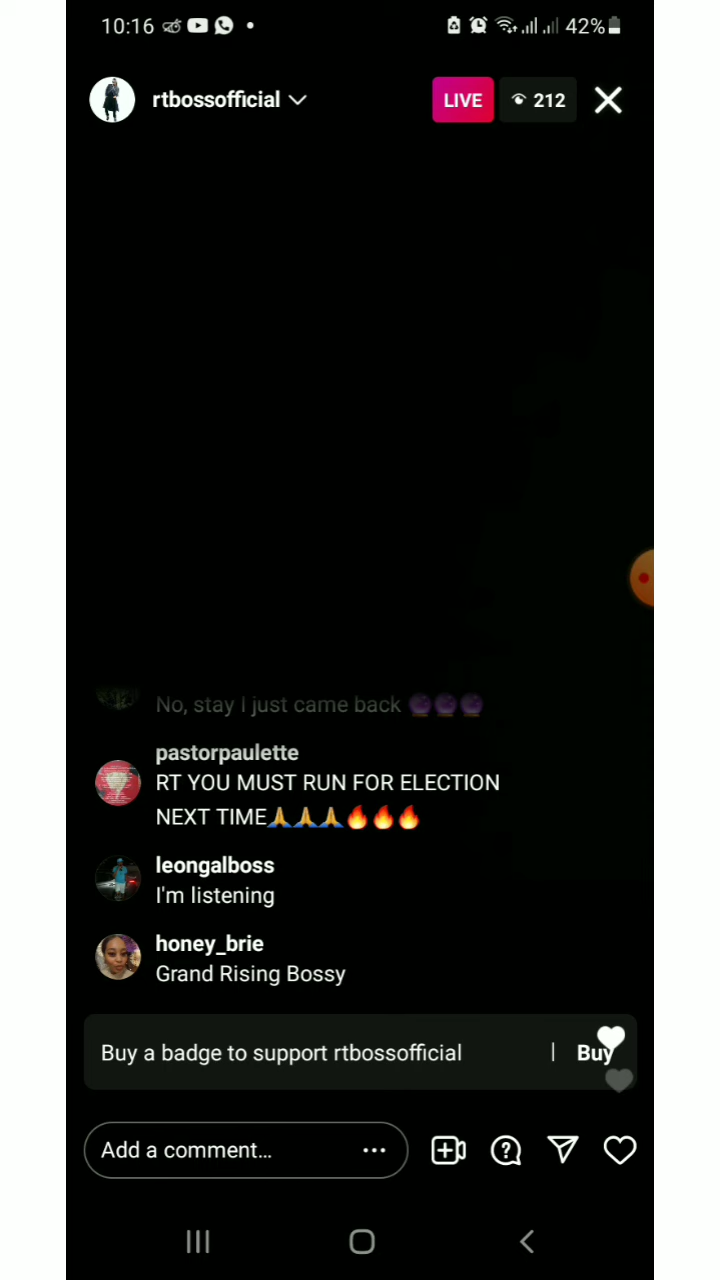 10:16
42%
rtbossofficial
LIVE
212
No, stay I just came back 🔮🔮🔮
pastorpaulette
RT YOU MUST RUN FOR ELECTION
NEXT TIME🙏🙏🙏🔥🔥🔥
leongalboss
I'm listening
honey_brie
Grand Rising Bossy
Buy a badge to support rtbossofficial | Buy
Add a comment...